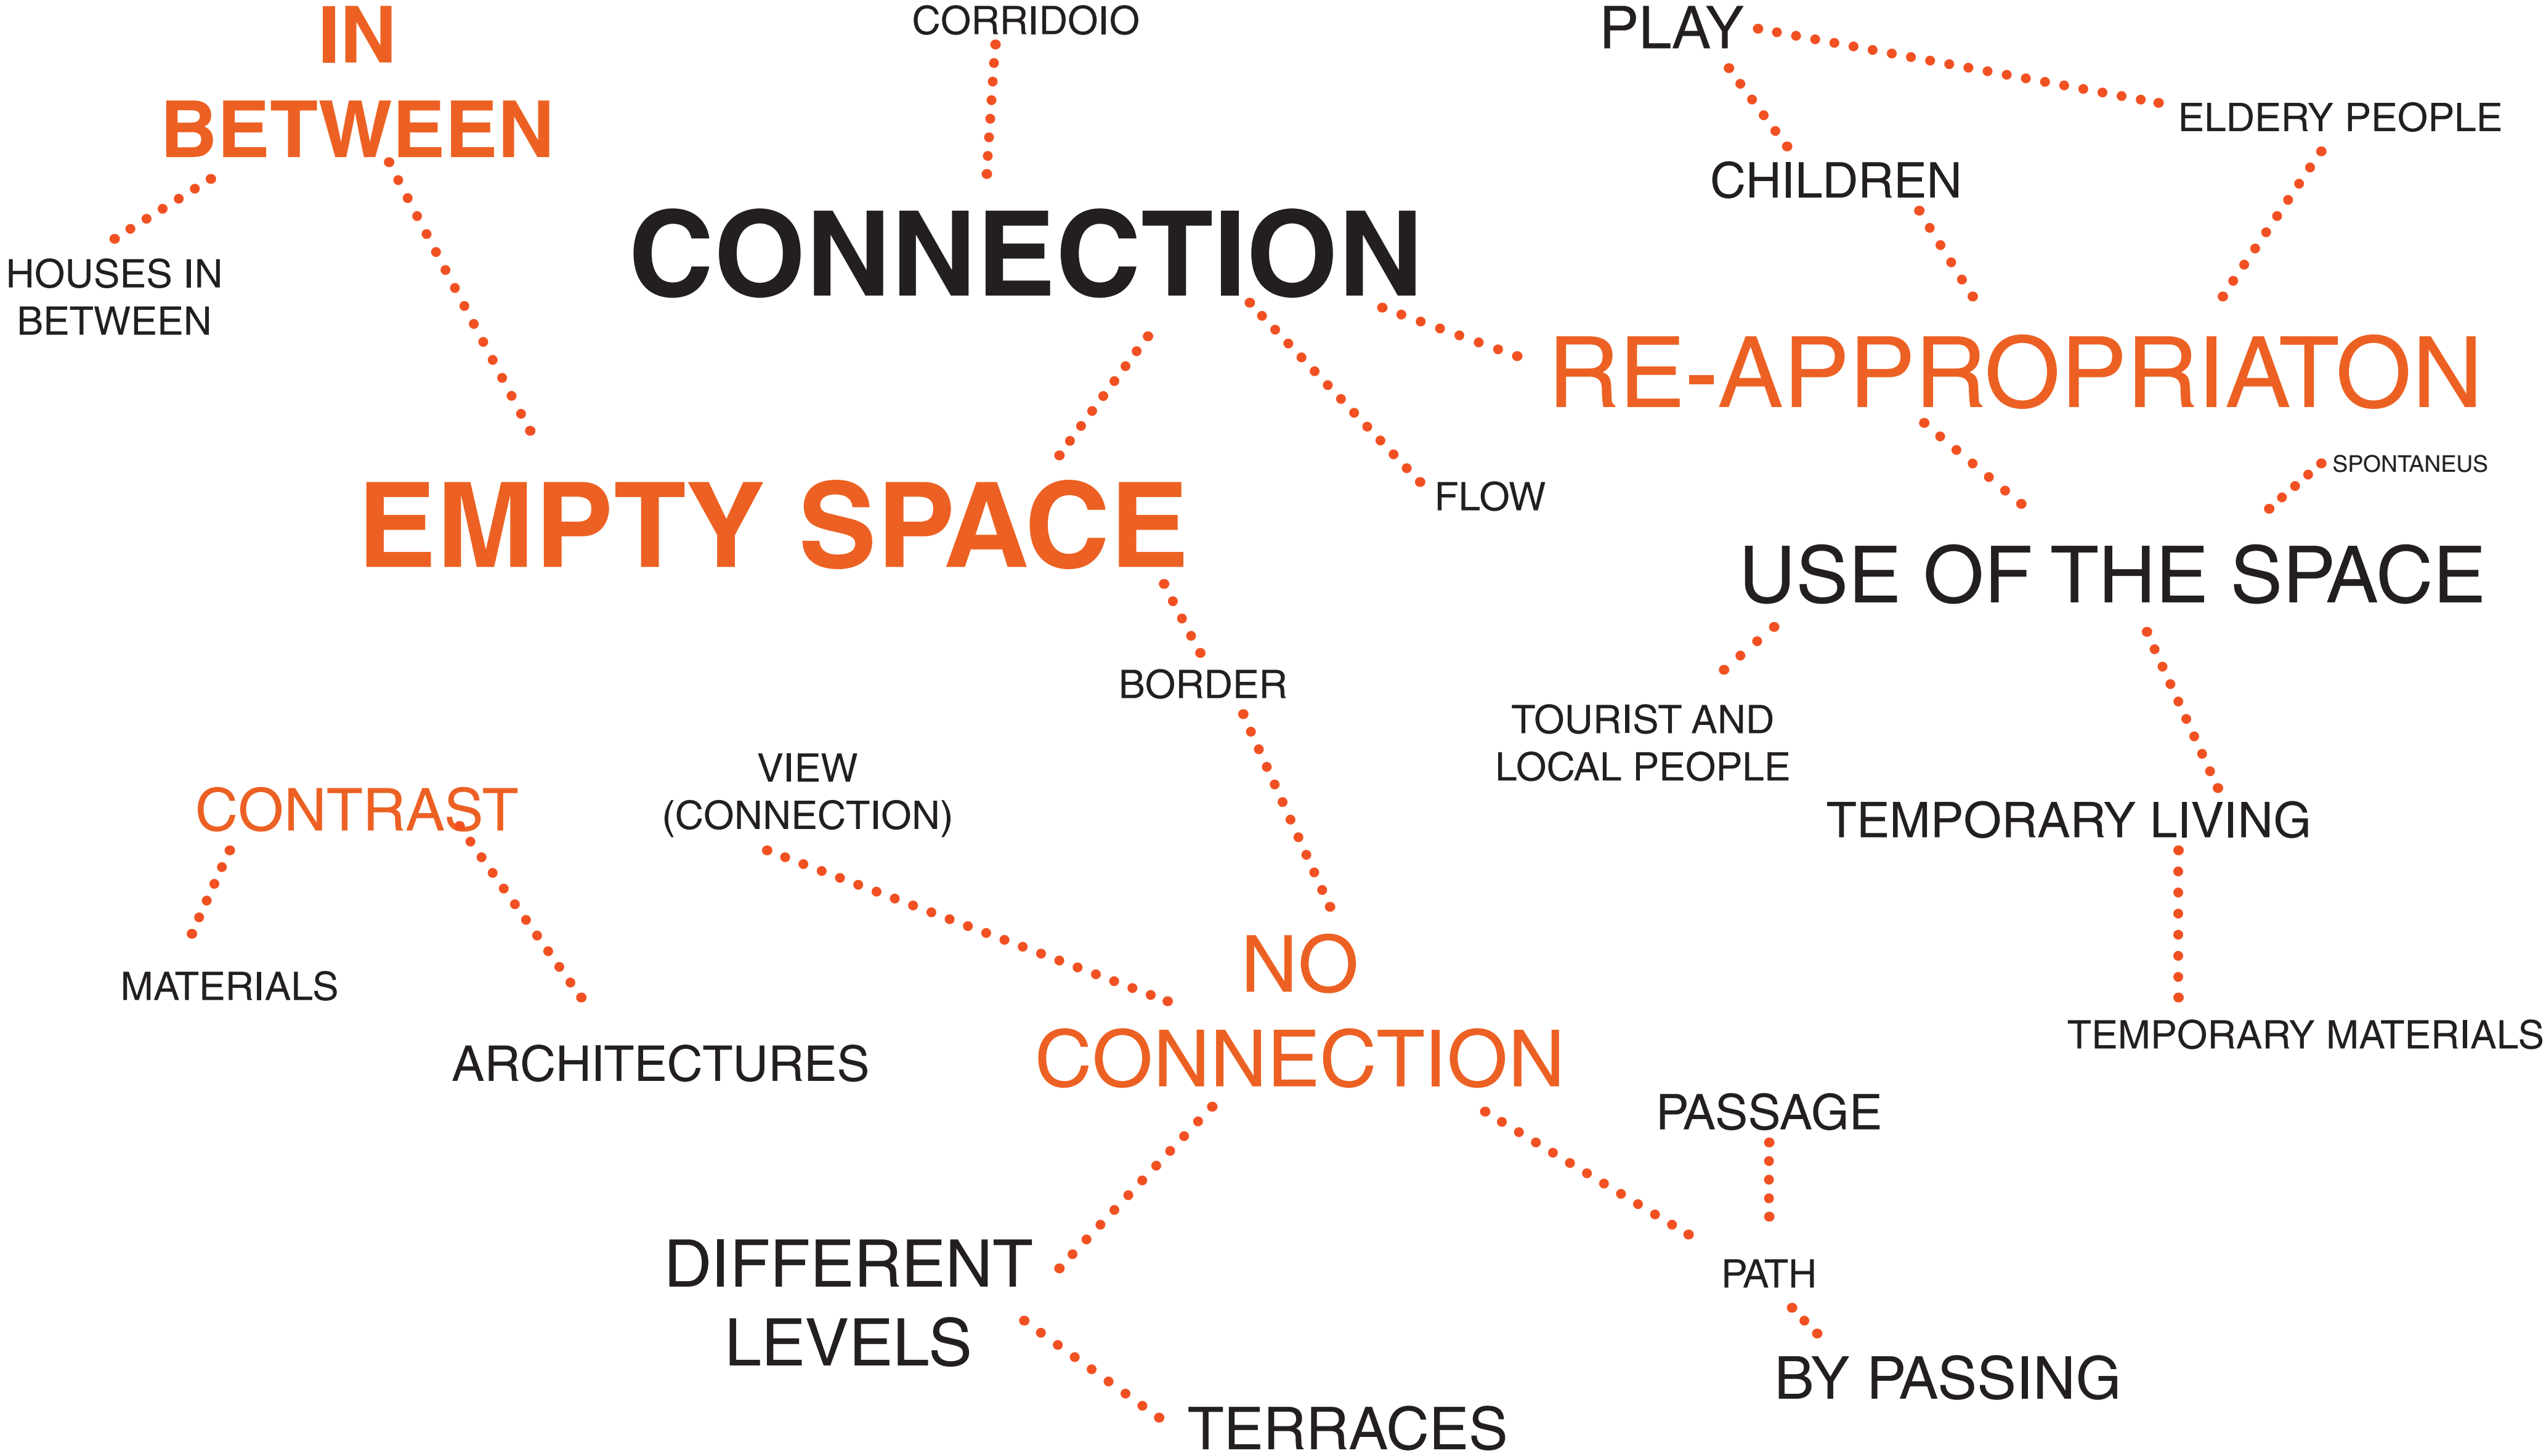 IN
BETWEEN
HOUSES IN
BETWEEN
CORRIDOIO
CONNECTION
PLAY
ELDERY PEOPLE
CHILDREN
RE-APPROPRIATON
EMPTY SPACE
FLOW
SPONTANEUS
USE OF THE SPACE
BORDER
TOURIST AND
LOCAL PEOPLE
CONTRAST
VIEW
(CONNECTION)
TEMPORARY LIVING
MATERIALS
ARCHITECTURES
NO
CONNECTION
TEMPORARY MATERIALS
PASSAGE
DIFFERENT
LEVELS
PATH
BY PASSING
TERRACES